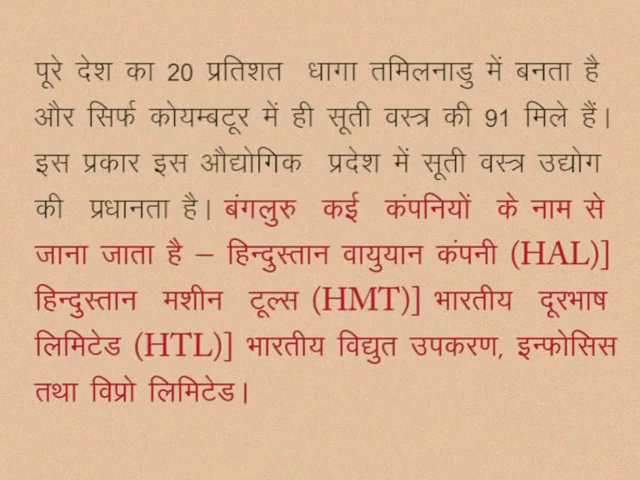 पूरे देश का 20 प्रतिशत धागा तमिलनाडु में बनता है
और सिर्फ कोयम्बटूर में ही सूती वस्त्र की 91 मिले हैं।
इस प्रकार इस औद्योगिक प्रदेश में सूती वस्त्र उद्योग
की प्रधानता है। बंगलुरु कई कंपनियों के नाम से
जाना जाता है – हिन्दुस्तान वायुयान कंपनी (HAL)]
हिन्दुस्तान मशीन टूल्स (HMT)] भारतीय दूरभाष
लिमिटेड (HTL)] भारतीय विद्युत उपकरण, इन्फोसिस
तथा विप्रो लिमिटेड।